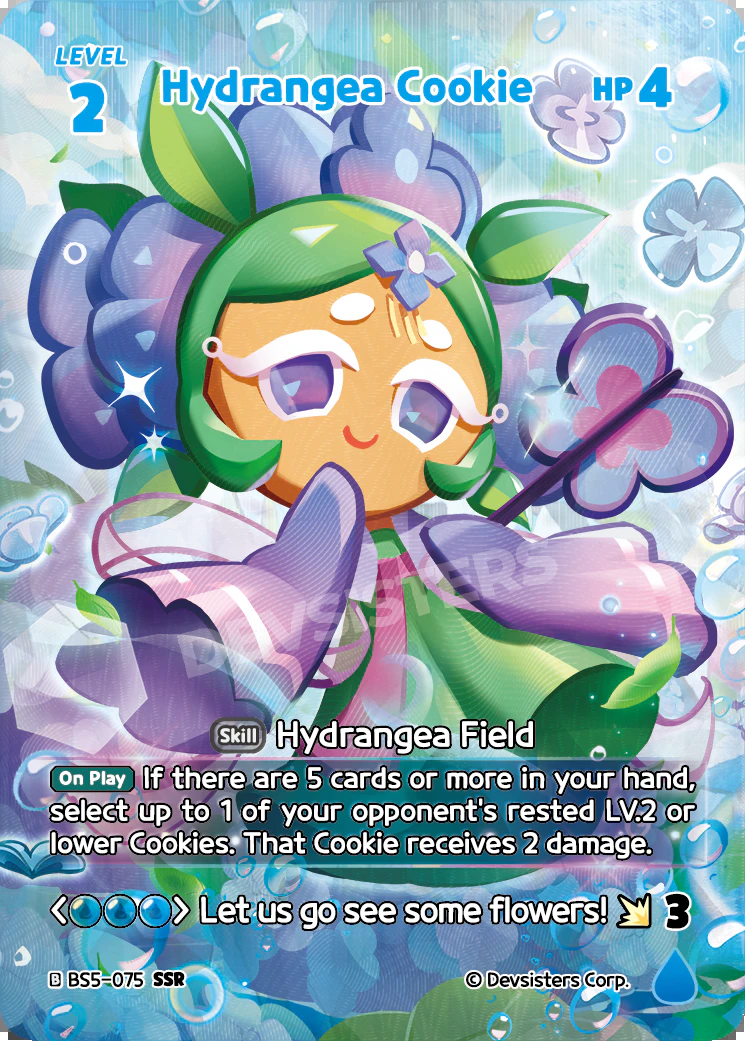 LEVEL
2
Hydrangea Cookie
HP 4
DEVSISTERS
Skill Hydrangea Field
On Play If there are 5 cards or more in your hand,
select up to 1 of your opponent's rested LV.2 or
lower Cookies. That Cookie receives 2 damage.
Let us go see some flowers! 3
B BS5-075 SSR
© Devsisters Corp.